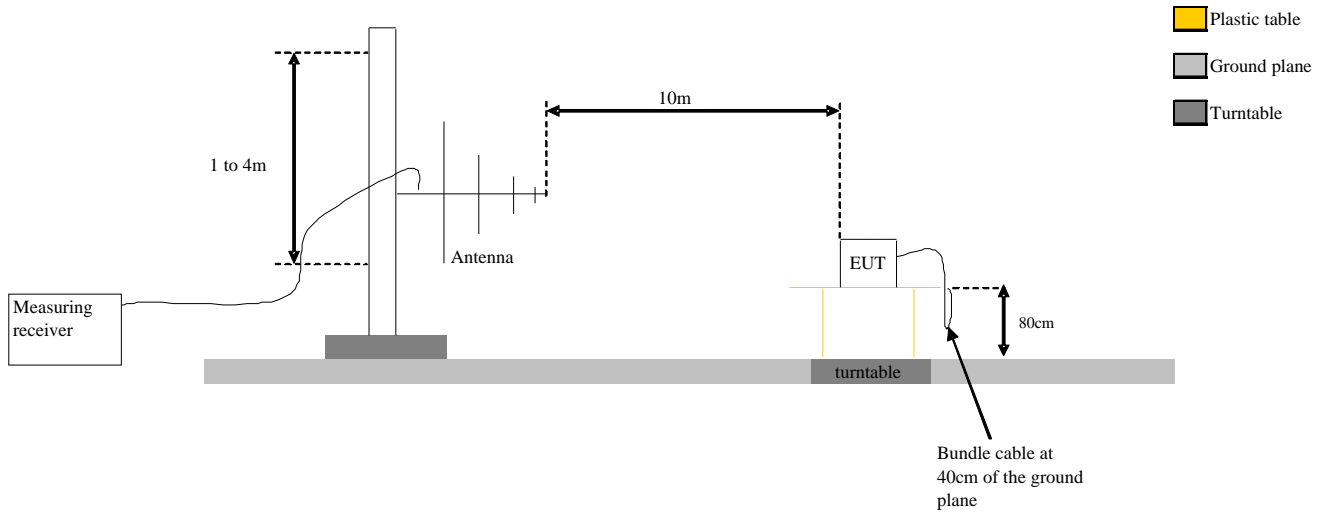 Plastic table
Ground plane
Turntable
10m
1 to 4m
Antenna
EUT
Measuring
receiver
80cm
turntable
Bundle cable at
40cm of the ground
plane